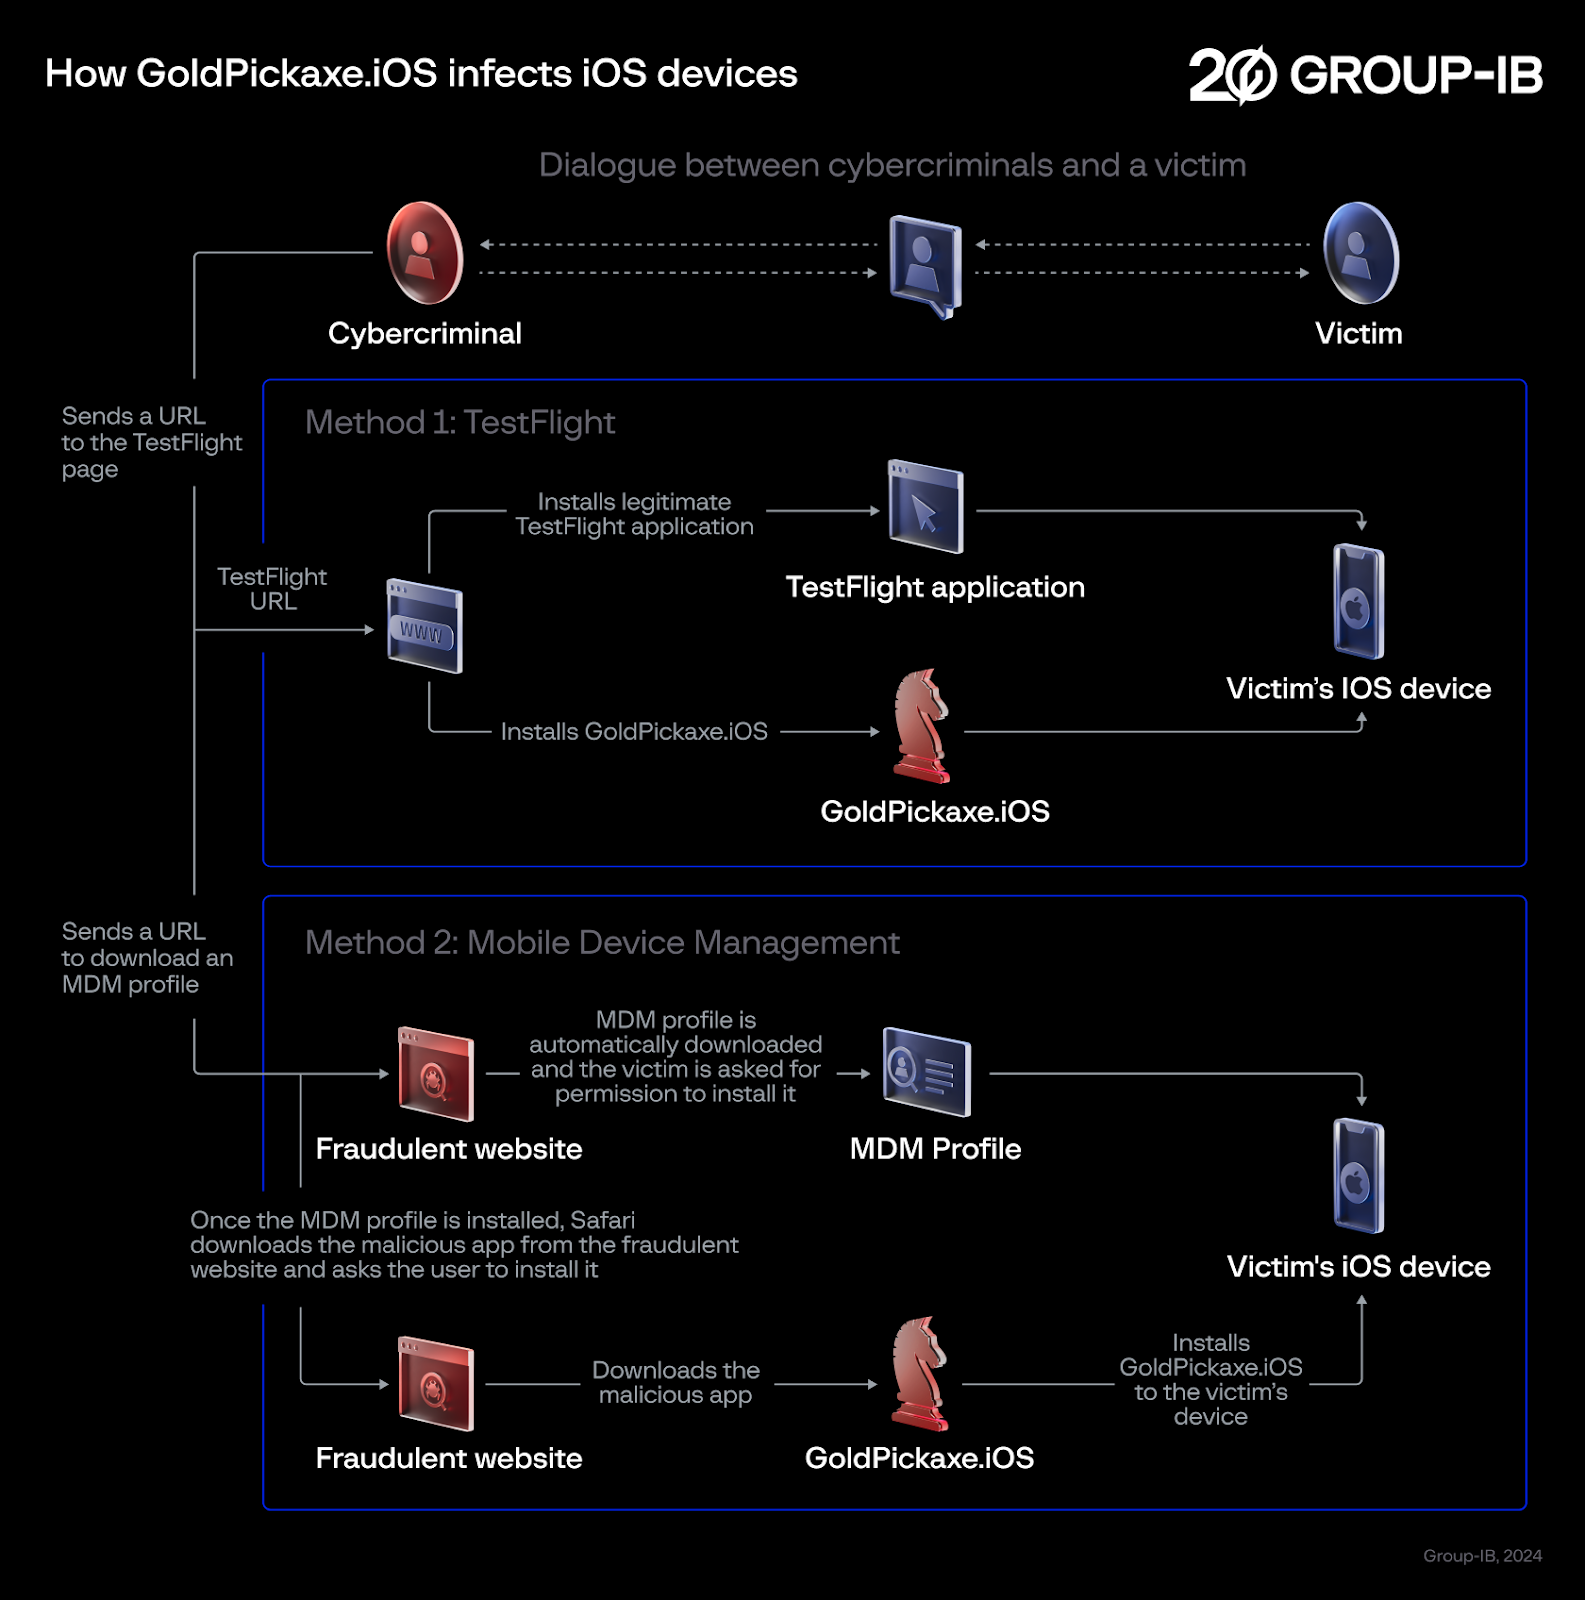 How GoldPickaxe.iOS infects iOS devices
20 GROUP-IB
Dialogue between cybercriminals and a victim
Cybercriminal
Victim
Sends a URL
to the TestFlight
page
Method 1: TestFlight
Installs legitimate
TestFlight application
TestFlight application
TestFlight
URL
WWW
Victim’s IOS device
Installs GoldPickaxe.iOS
GoldPickaxe.iOS
Sends a URL
to download an
MDM profile
Method 2: Mobile Device Management
MDM profile is
automatically downloaded
and the victim is asked for
permission to install it
Fraudulent website
MDM Profile
Once the MDM profile is installed, Safari
downloads the malicious app from the fraudulent
website and asks the user to install it
Victim's iOS device
Downloads the
malicious app
Installs
GoldPickaxe.iOS
to the victim’s
device
Fraudulent website
GoldPickaxe.iOS
Group-IB, 2024